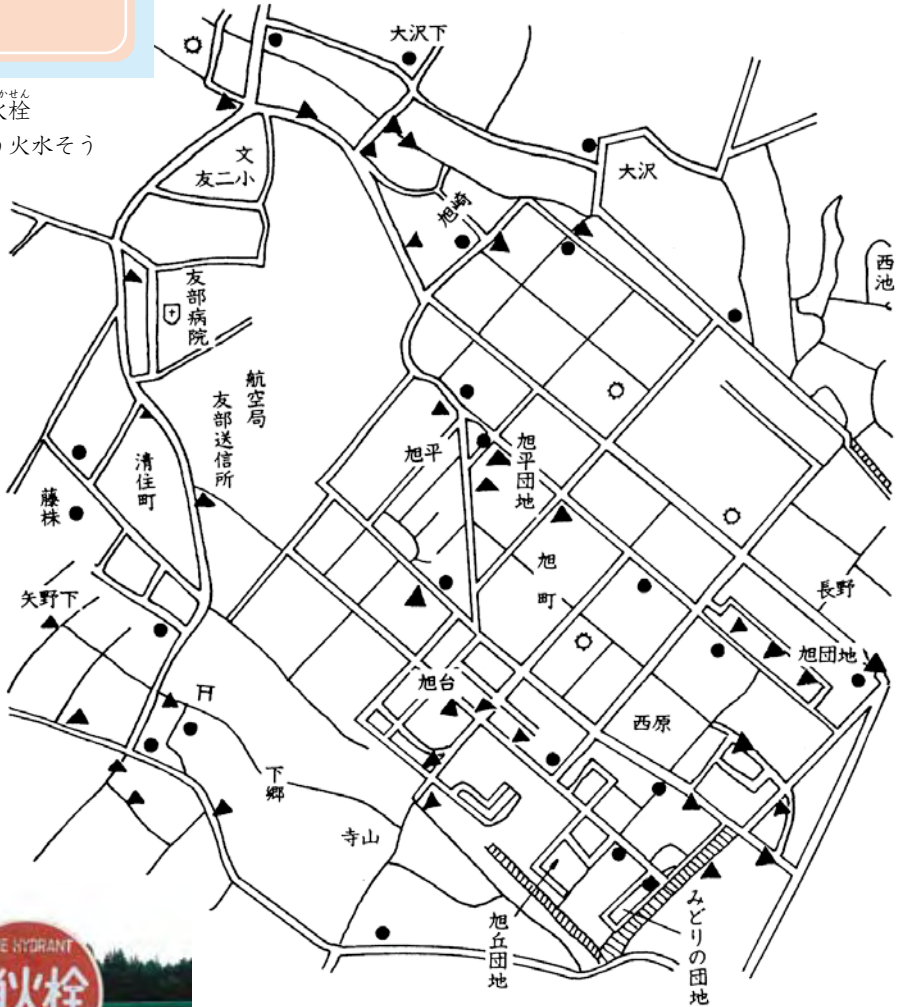 かせん
火栓
火水そう
大沢下
文
友二小
大沢
旭崎
西池
友部病院
航空局
友部送信所
旭平
旭平団地
清住町
藤株
旭町
矢野下
長野
旭団地
旭台
西原
下郷
寺山
旭丘団地
みどりの団地
HYDRANT
火栓